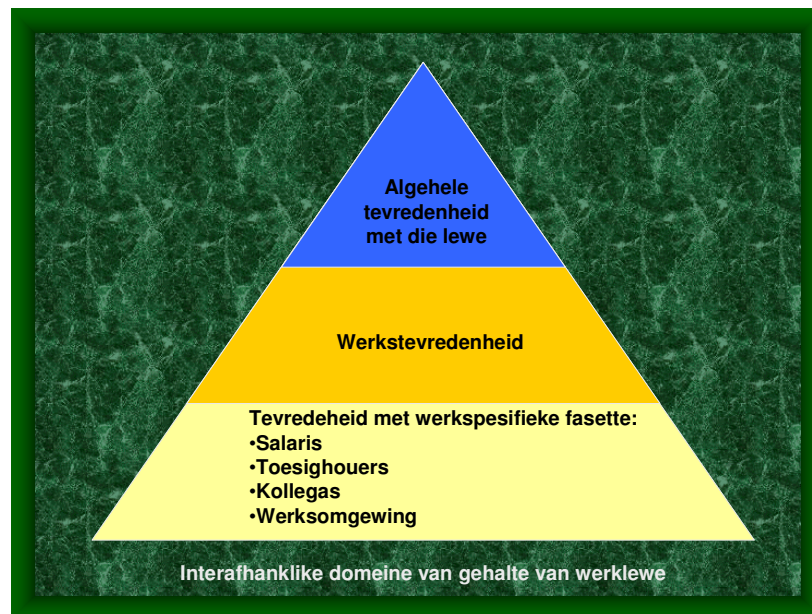 Algehele
tevredenheid
met die lewe
Werkstevredenheid
Tevredeheid met werkspesifieke fasette:
•Salaris
•Toesighouers
•Kollegas
•Werksomgewing
Interafhanklike domeine van gehalte van werklewe